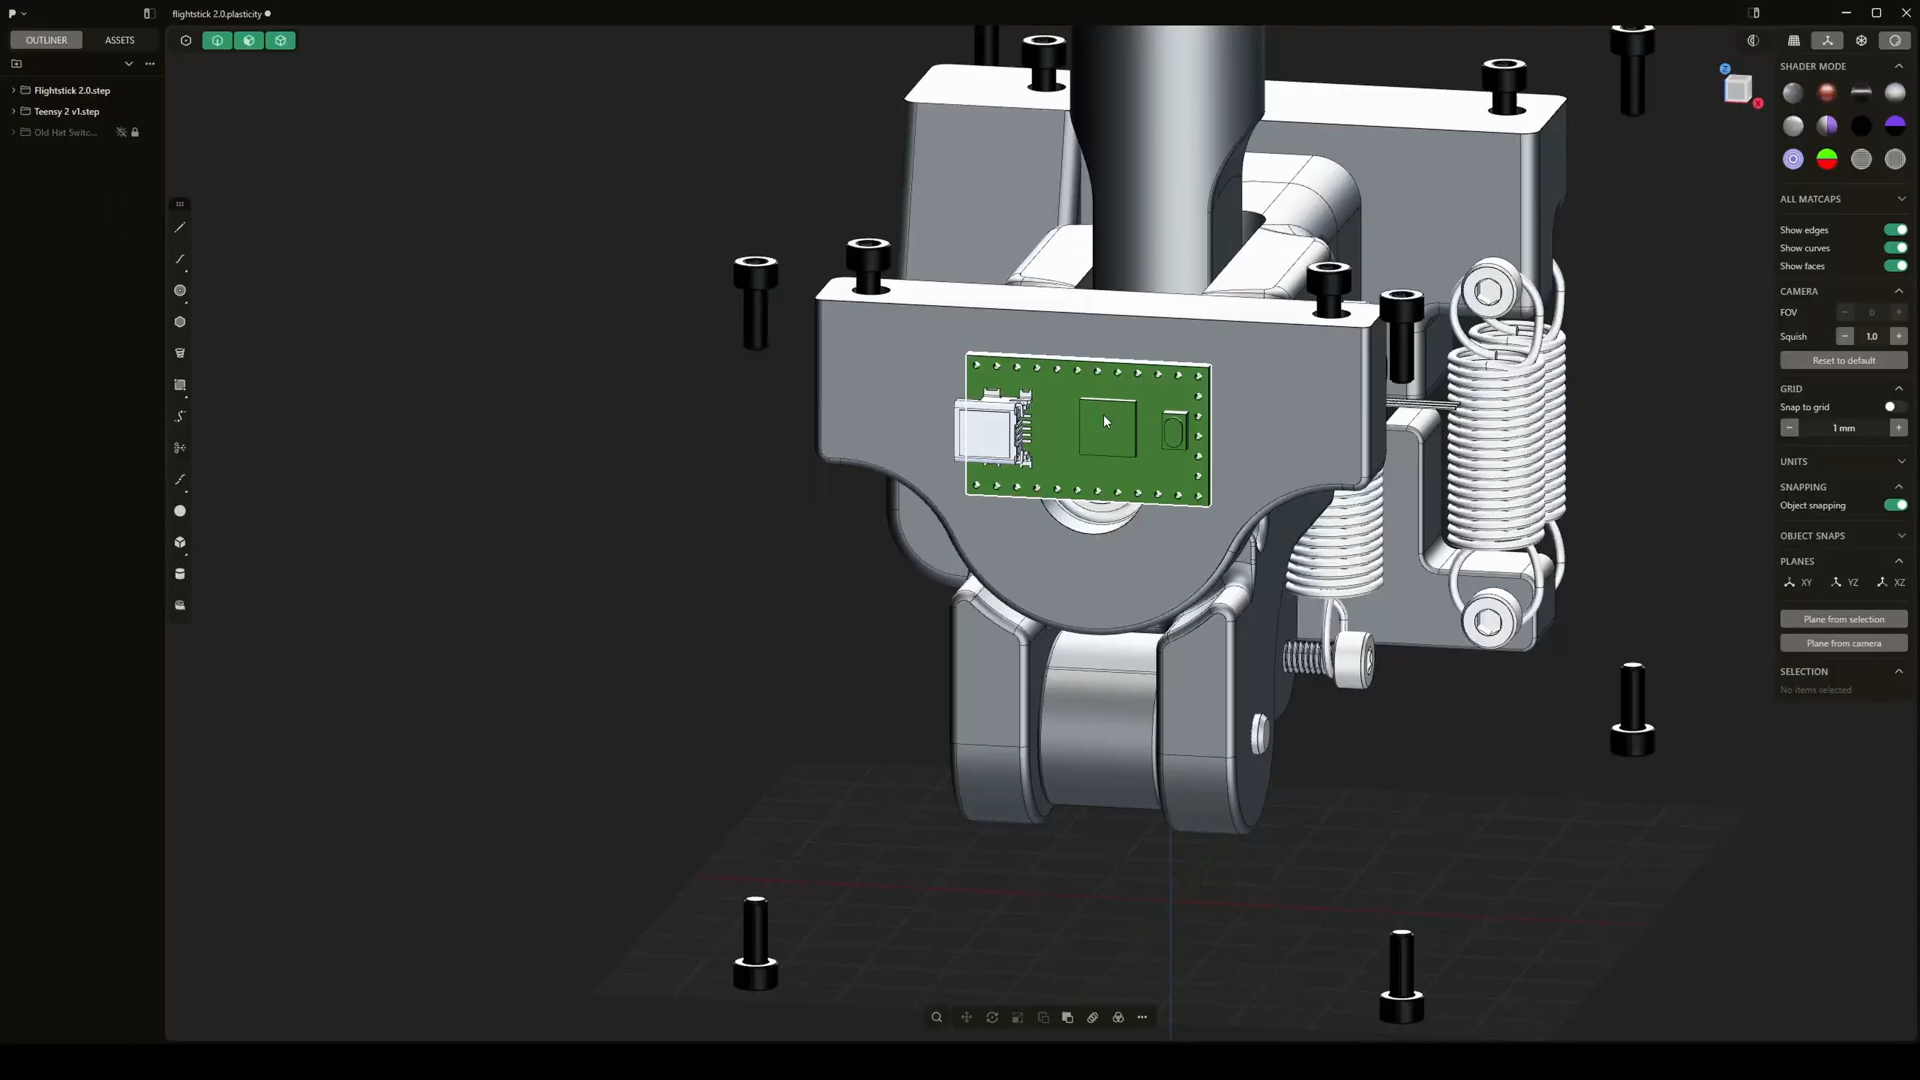 flightstick 2.0.plasticity
OUTLINER
ASSETS
Flightstick 2.0.step
Teensy 2 v1.step
Old Hat Switc...
Z
X
SHADER MODE
ALL MATCAPS
Show edges
Show curves
Show faces
CAMERA
FOV
0
Squish
1.0
Reset to default
GRID
Snap to grid
1 mm
UNITS
SNAPPING
Object snapping
OBJECT SNAPS
PLANES
XY
YZ
XZ
Plane from selection
Plane from camera
SELECTION
No items selected